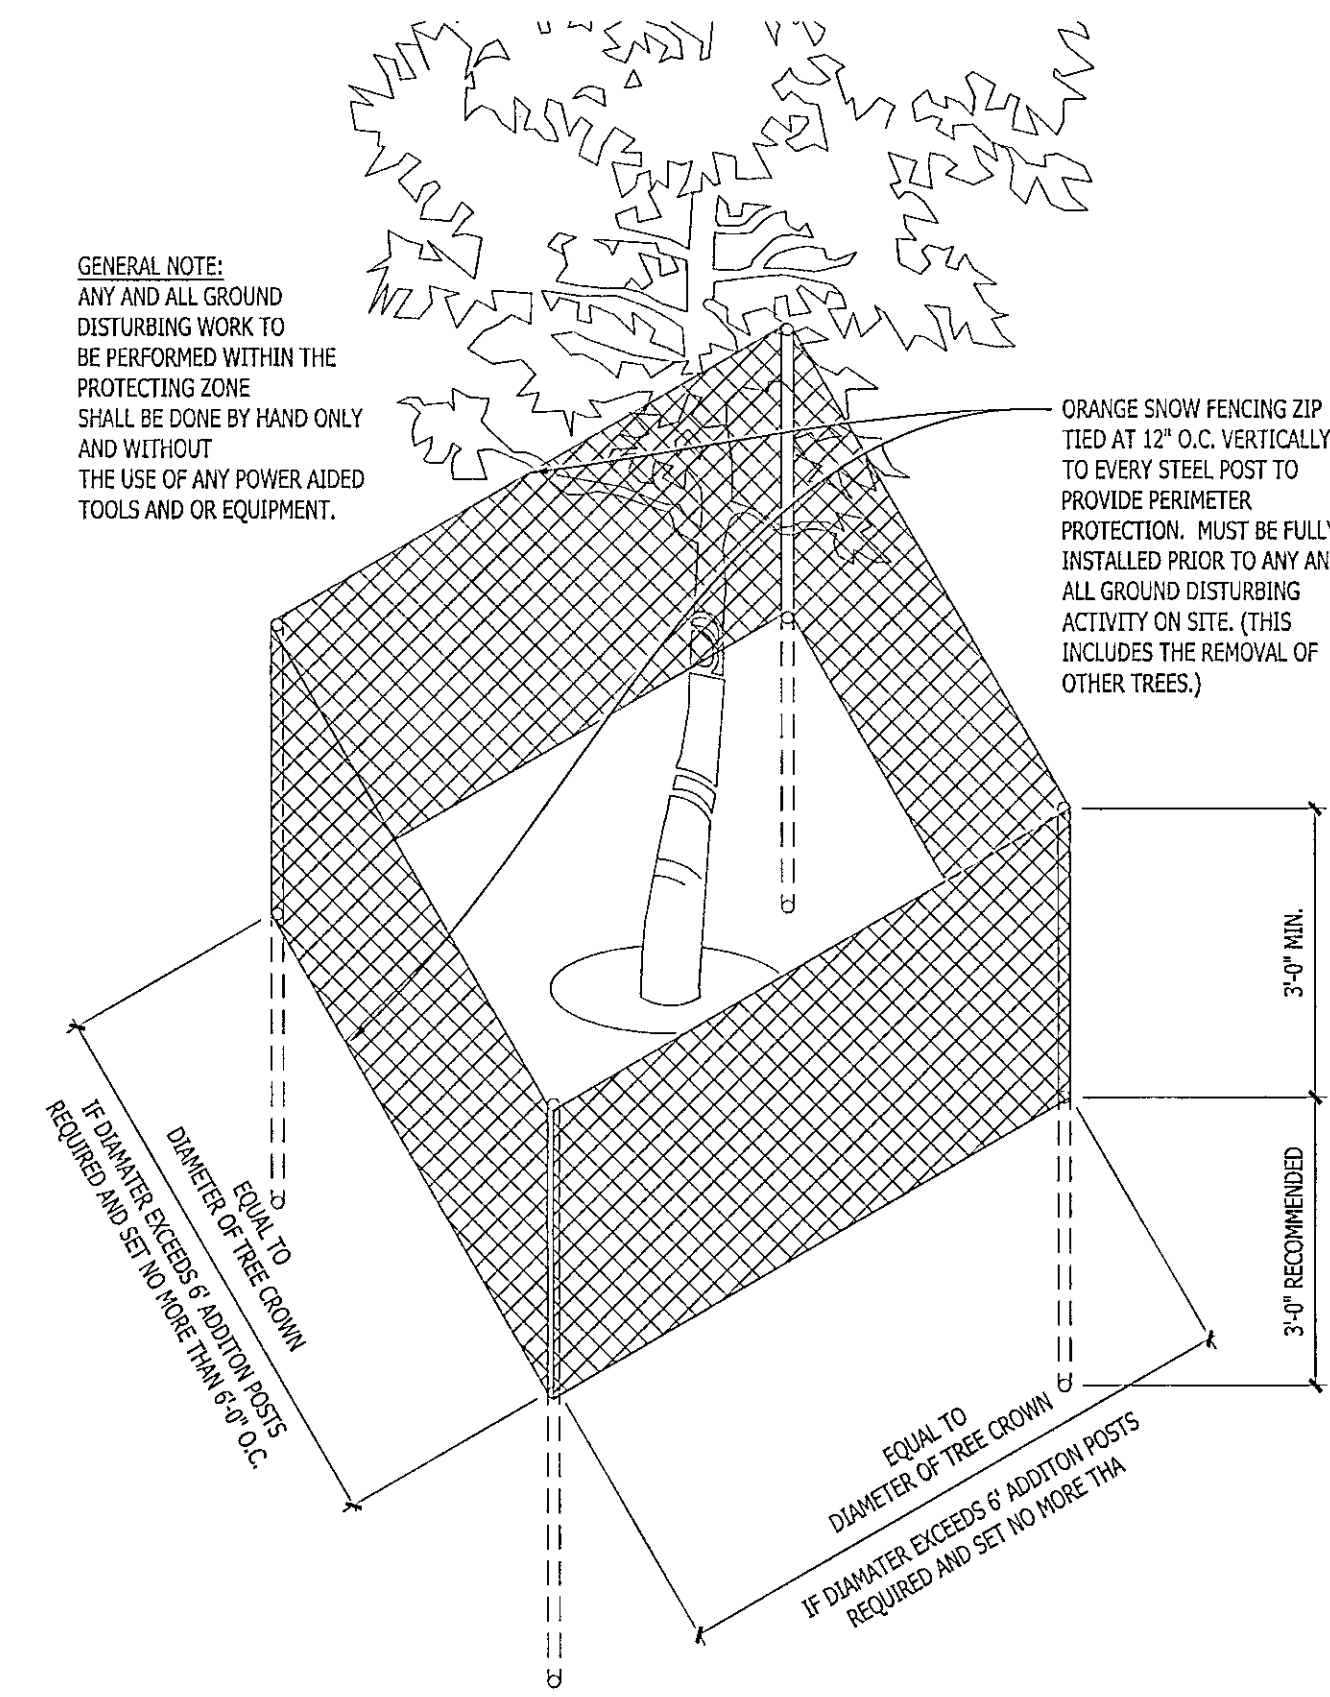 GENERAL NOTE:
ANY AND ALL GROUND
DISTURBING WORK TO
BE PERFORMED WITHIN THE
PROTECTING ZONE
SHALL BE DONE BY HAND ONLY
AND WITHOUT
THE USE OF ANY POWER AIDED
TOOLS AND OR EQUIPMENT.
ORANGE SNOW FENCING ZIP
TIED AT 12" O.C. VERTICALLY
TO EVERY STEEL POST TO
PROVIDE PERIMETER
PROTECTION. MUST BE FULLY
INSTALLED PRIOR TO ANY AN
ALL GROUND DISTURBING
ACTIVITY ON SITE. (THIS
INCLUDES THE REMOVAL OF
OTHER TREES.)
3'-0" MIN.
3'-0" RECOMMENDED
EQUAL TO
DIAMETER OF TREE CROWN
IF DIAMATER EXCEEDS 6' ADDITON POSTS
REQUIRED AND SET NO MORE THAN 6'-0" O.C.
EQUAL TO
DIAMETER OF TREE CROWN
IF DIAMATER EXCEEDS 6' ADDITON POSTS
REQUIRED AND SET NO MORE THA